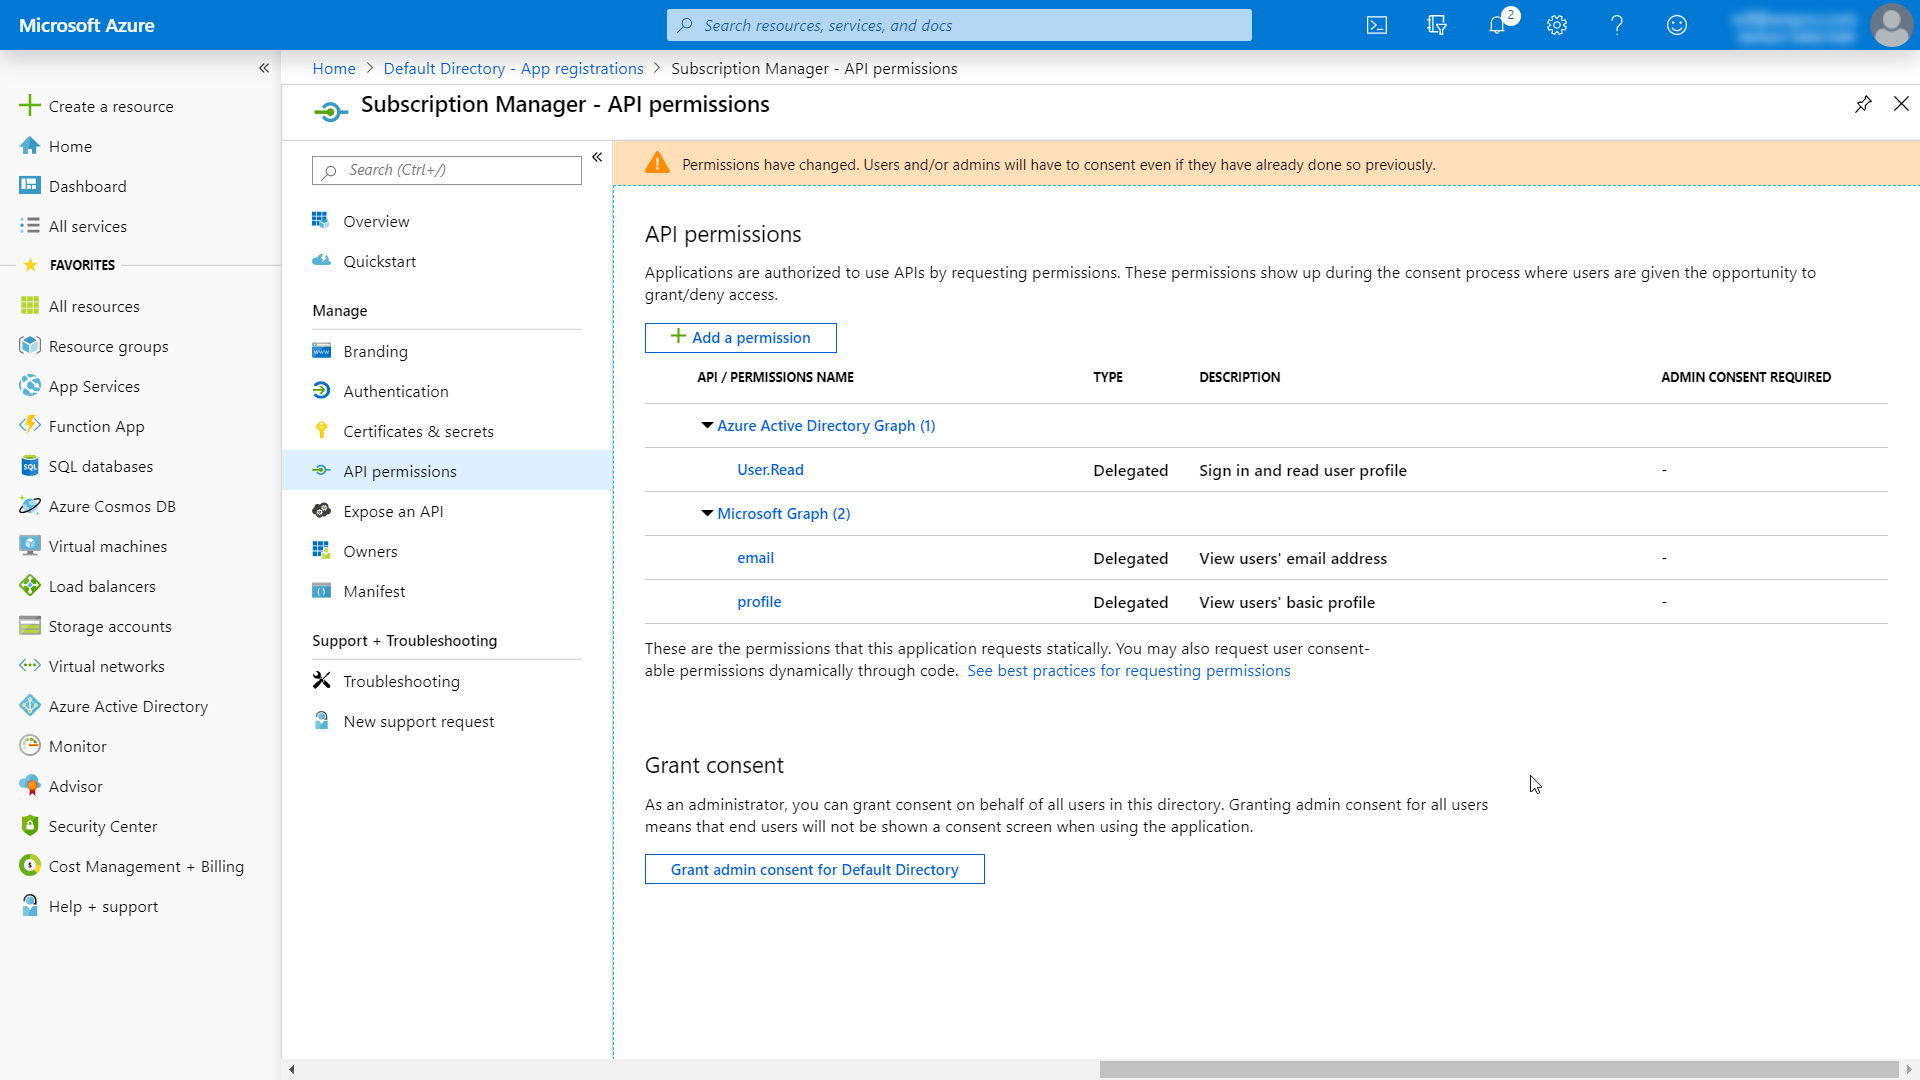 Microsoft Azure
Search resources, services, and docs
2
Home > Default Directory - App registrations > Subscription Manager - API permissions
Create a resource
Home
Dashboard
All services
FAVORITES
All resources
Resource groups
App Services
Function App
SQL databases
Azure Cosmos DB
Virtual machines
Load balancers
Storage accounts
Virtual networks
Azure Active Directory
Monitor
Advisor
Security Center
Cost Management + Billing
Help + support
Subscription Manager - API permissions
Search (Ctrl+/)
Overview
Quickstart
Manage
Branding
Authentication
Certificates & secrets
API permissions
Expose an API
Owners
Manifest
Support + Troubleshooting
Troubleshooting
New support request
Permissions have changed. Users and/or admins will have to consent even if they have already done so previously.
API permissions
Applications are authorized to use APIs by requesting permissions. These permissions show up during the consent process where users are given the opportunity to
grant/deny access.
Add a permission
API / PERMISSIONS NAME TYPE DESCRIPTION ADMIN CONSENT REQUIRED
Azure Active Directory Graph (1)
User.Read Delegated Sign in and read user profile -
Microsoft Graph (2)
email Delegated View users' email address -
profile Delegated View users' basic profile -
These are the permissions that this application requests statically. You may also request user consent-
able permissions dynamically through code. See best practices for requesting permissions
Grant consent
As an administrator, you can grant consent on behalf of all users in this directory. Granting admin consent for all users
means that end users will not be shown a consent screen when using the application.
Grant admin consent for Default Directory